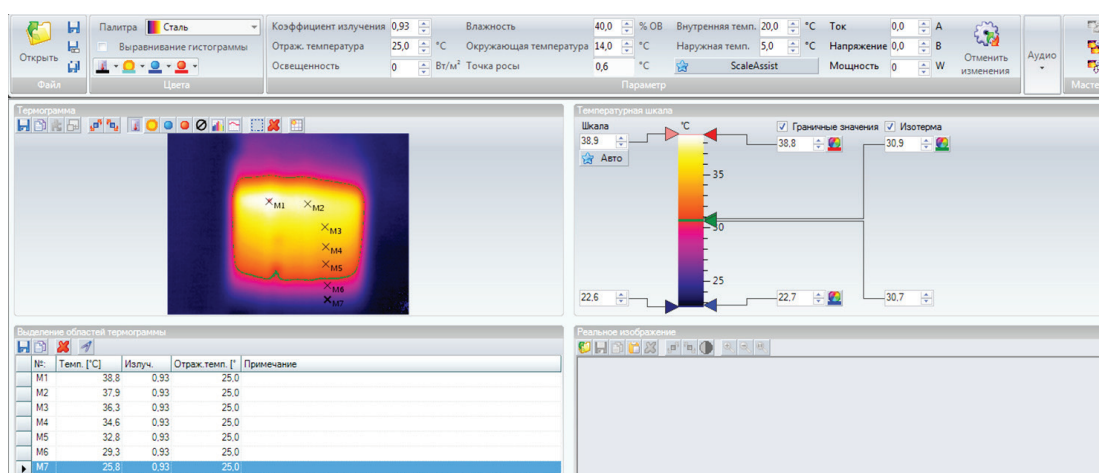 Палитра Сталь
Выравнивание гистограммы
Открыть
Файл
Цвета
Коэффициент излучения 0,93
Отраж. температура 25,0 °C
Освещенность 0 Вт/м²
Влажность 40,0 % ОВ
Окружающая температура 14,0 °C
Точка росы 0,6 °C
Внутренняя темп. 20,0 °C
Наружная темп. 5,0 °C
ScaleAssist
Параметр
Ток 0,0 A
Напряжение 0,0 В
Мощность 0 W
Отменить
изменения
Аудио
Масте
Термограмма
M1
M2
M3
M4
M5
M6
M7
Температурная шкала
Шкала °C Граничные значения Изотерма
38,9 38,8 30,9
Авто
35
30
25
22,6 22,7 30,7
Выделение областей термограммы
№: Темп. [°C] Излуч. Отраж.темп. [° Примечание
M1 38,8 0,93 25,0
M2 37,9 0,93 25,0
M3 36,3 0,93 25,0
M4 34,6 0,93 25,0
M5 32,8 0,93 25,0
M6 29,3 0,93 25,0
M7 25,8 0,93 25,0
Реальное изображение